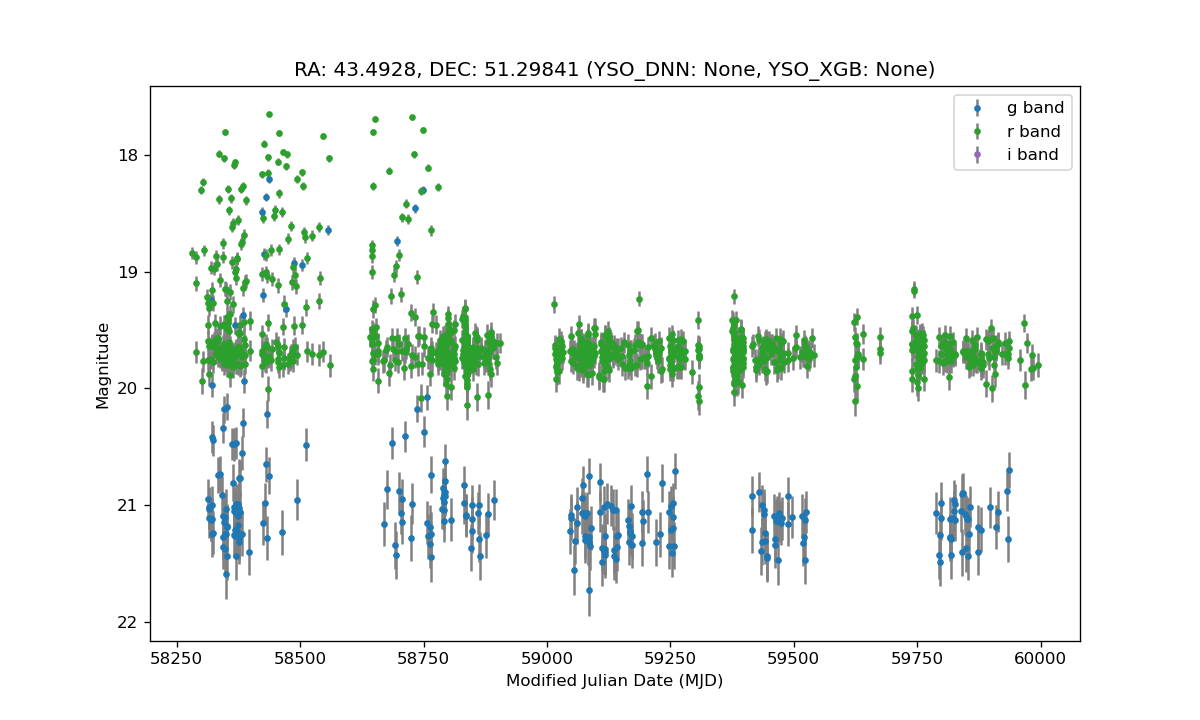 RA: 43.4928, DEC: 51.29841 (YSO_DNN: None, YSO_XGB: None)
g band
r band
i band
18
19
20
21
22
Magnitude
58250 58500 58750 59000 59250 59500 59750 60000
Modified Julian Date (MJD)